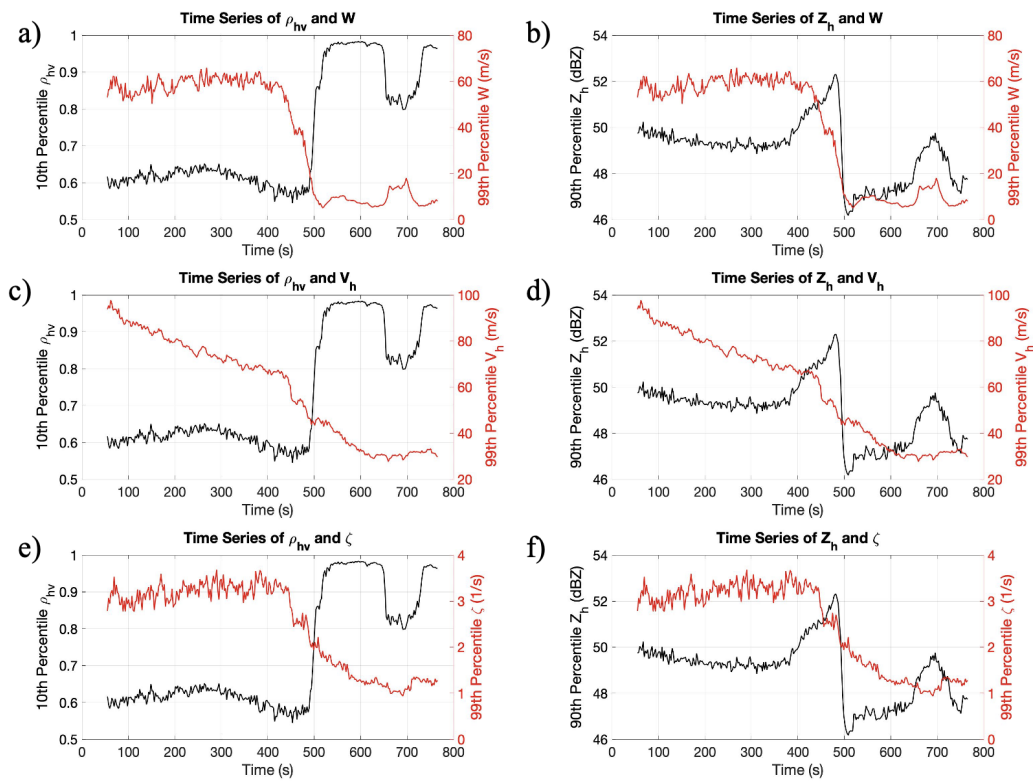 a)
Time Series of ρhv and W
10th Percentile ρhv
1
0.9
0.8
0.7
0.6
0.5
0 100 200 300 400 500 600 700 800
Time (s)
80
60
40
20
0
99th Percentile W (m/s)
b)
Time Series of Zh and W
90th Percentile Zh (dBZ)
54
52
50
48
46
0 100 200 300 400 500 600 700 800
Time (s)
80
60
40
20
0
99th Percentile W (m/s)
c)
Time Series of ρhv and Vh
10th Percentile ρhv
1
0.9
0.8
0.7
0.6
0.5
0 100 200 300 400 500 600 700 800
Time (s)
100
80
60
40
20
99th Percentile Vh (m/s)
d)
Time Series of Zh and Vh
90th Percentile Zh (dBZ)
54
52
50
48
46
0 100 200 300 400 500 600 700 800
Time (s)
100
80
60
40
20
99th Percentile Vh (m/s)
e)
Time Series of ρhv and ζ
10th Percentile ρhv
1
0.9
0.8
0.7
0.6
0.5
0 100 200 300 400 500 600 700 800
Time (s)
4
3
2
1
0
99th Percentile ζ (1/s)
f)
Time Series of Zh and ζ
90th Percentile Zh (dBZ)
54
52
50
48
46
0 100 200 300 400 500 600 700 800
Time (s)
4
3
2
1
0
99th Percentile ζ (1/s)